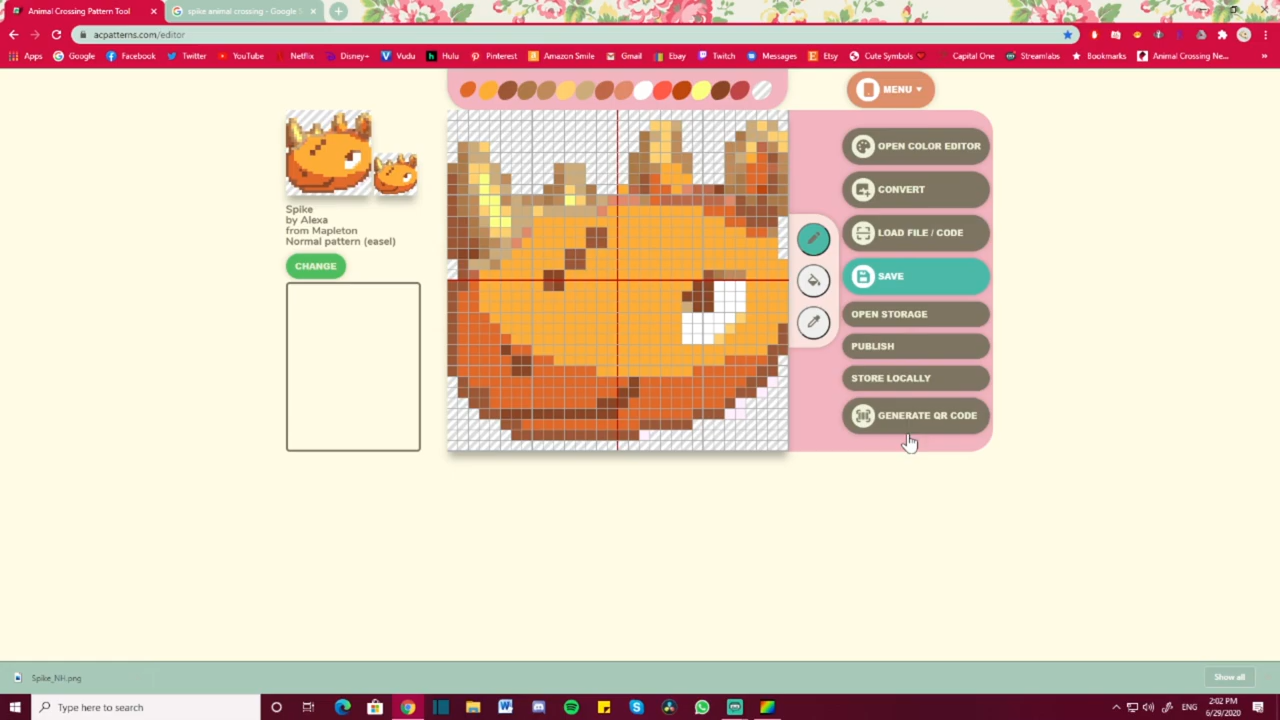 Animal Crossing Pattern Tool
spike animal crossing - Google
acpatterns.com/editor
Apps Google Facebook Twitter YouTube Netflix Disney+ Vudu Hulu Pinterest Amazon Smile Gmail Ebay Twitch Messages Etsy Cute Symbols Capital One Streamlabs Bookmarks Animal Crossing Ne...
MENU
OPEN COLOR EDITOR
CONVERT
LOAD FILE / CODE
SAVE
OPEN STORAGE
PUBLISH
STORE LOCALLY
GENERATE QR CODE
Spike
by Alexa
from Mapleton
Normal pattern (easel)
CHANGE
Spike_NH.png
Show all
Type here to search
ENG
2:02 PM
6/29/2020